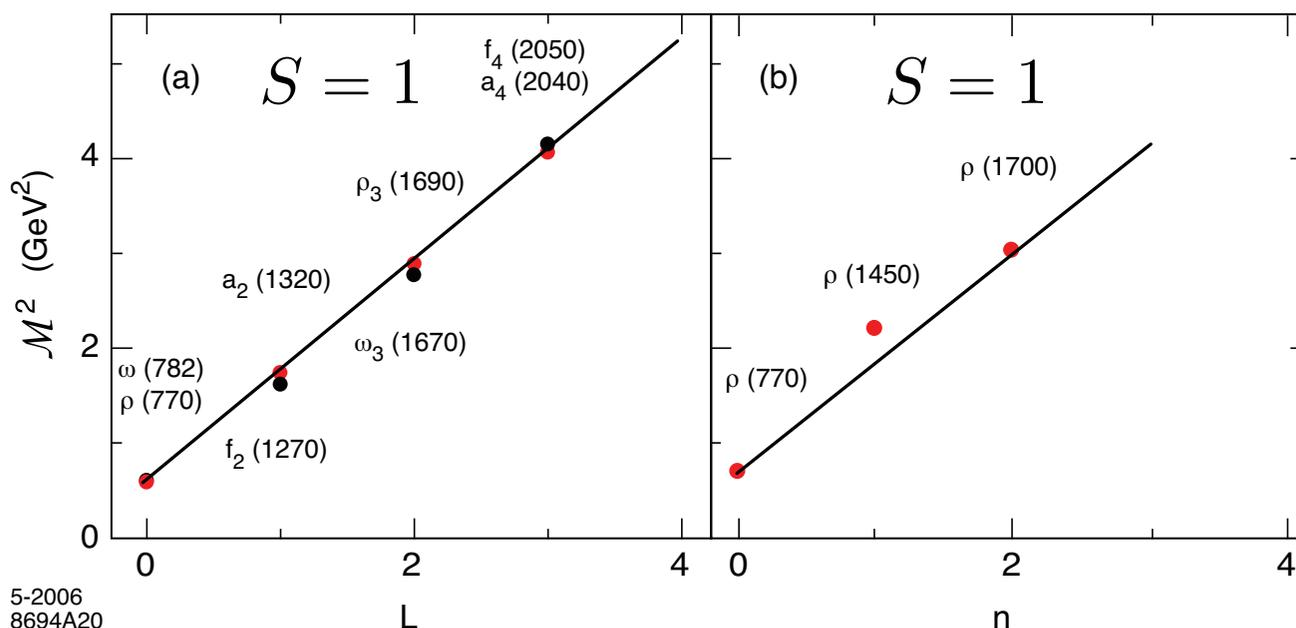 (a) S = 1
f4 (2050)
a4 (2040)
ρ3 (1690)
a2 (1320)
ω3 (1670)
ω (782)
ρ (770)
f2 (1270)
ℳ² (GeV²)
4
2
0
0 2 4
L
(b) S = 1
ρ (1700)
ρ (1450)
ρ (770)
0 2 4
n
5-2006
8694A20